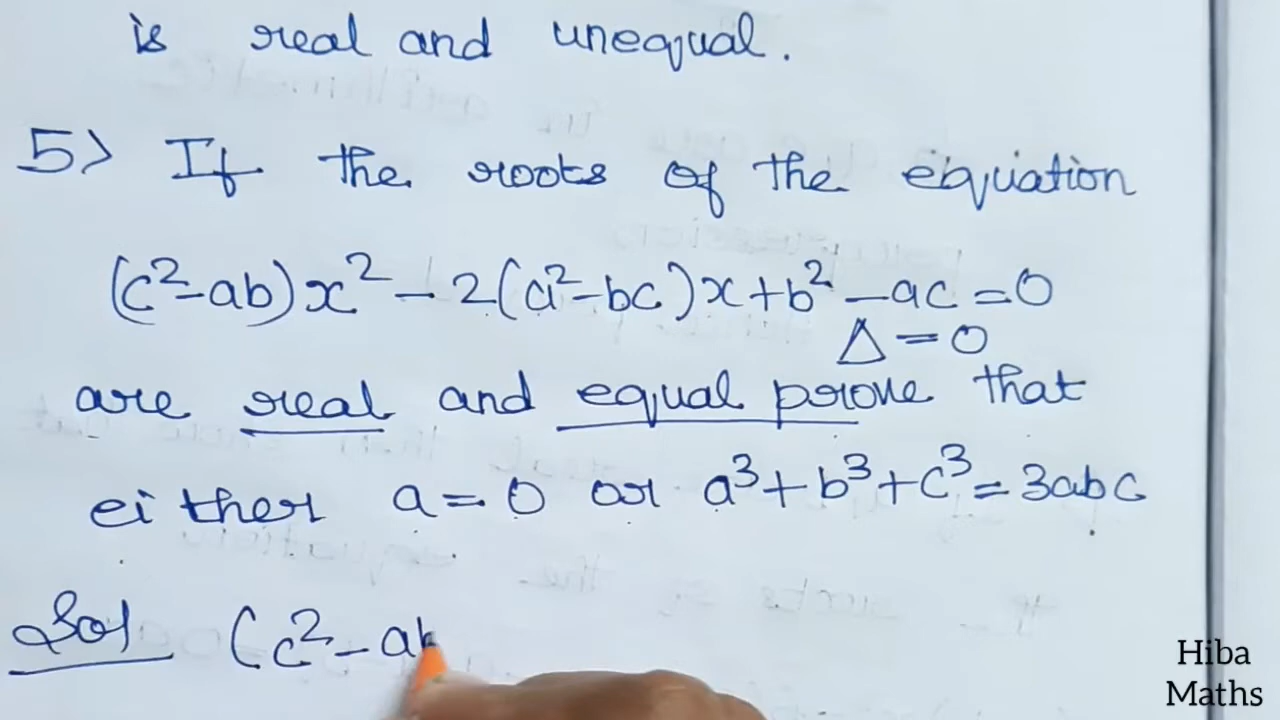 is real and unequal.
5> If the roots of the equation
(c²-ab)x² - 2(a²-bc)x + b² - ac = 0
Δ = 0
are real and equal prove that
either a = 0 or a³+b³+c³ = 3abc
Sol (c² - ab
Hiba
Maths